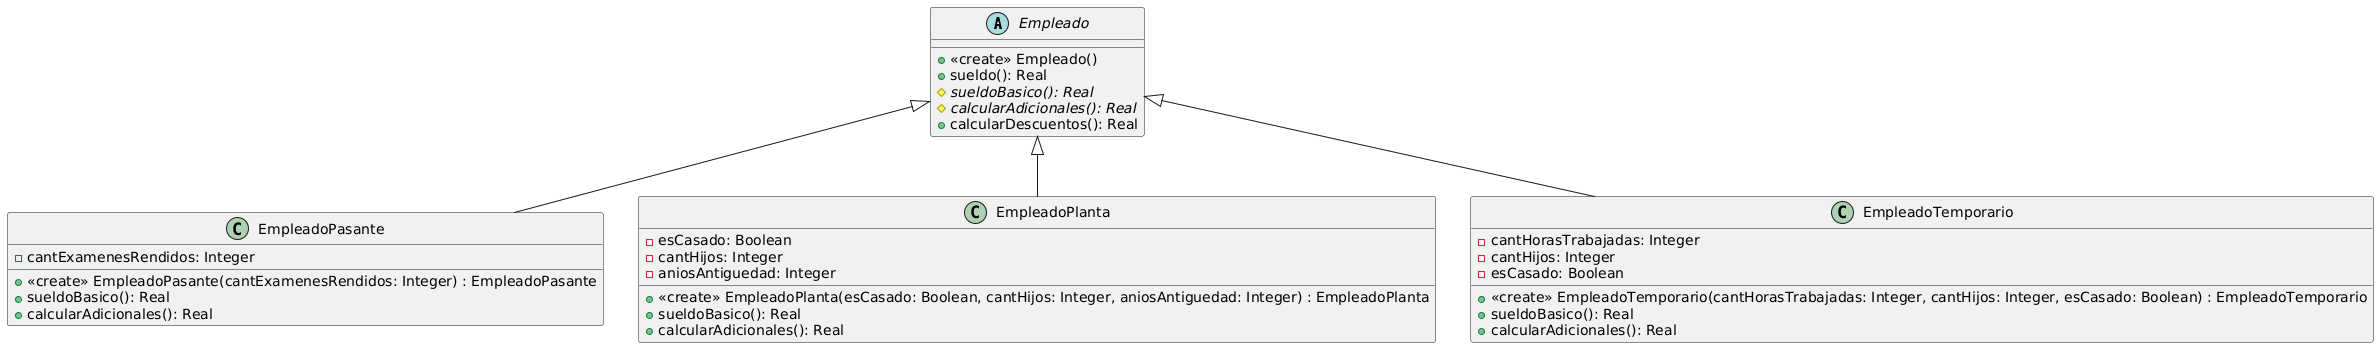 A Empleado
«create» Empleado()
sueldo(): Real
sueldoBasico(): Real
calcularAdicionales(): Real
calcularDescuentos(): Real
C EmpleadoPasante
cantExamenesRendidos: Integer
«create» EmpleadoPasante(cantExamenesRendidos: Integer) : EmpleadoPasante
sueldoBasico(): Real
calcularAdicionales(): Real
C EmpleadoPlanta
esCasado: Boolean
cantHijos: Integer
aniosAntiguedad: Integer
«create» EmpleadoPlanta(esCasado: Boolean, cantHijos: Integer, aniosAntiguedad: Integer) : EmpleadoPlanta
sueldoBasico(): Real
calcularAdicionales(): Real
C EmpleadoTemporario
cantHorasTrabajadas: Integer
cantHijos: Integer
esCasado: Boolean
«create» EmpleadoTemporario(cantHorasTrabajadas: Integer, cantHijos: Integer, esCasado: Boolean) : EmpleadoTemporario
sueldoBasico(): Real
calcularAdicionales(): Real